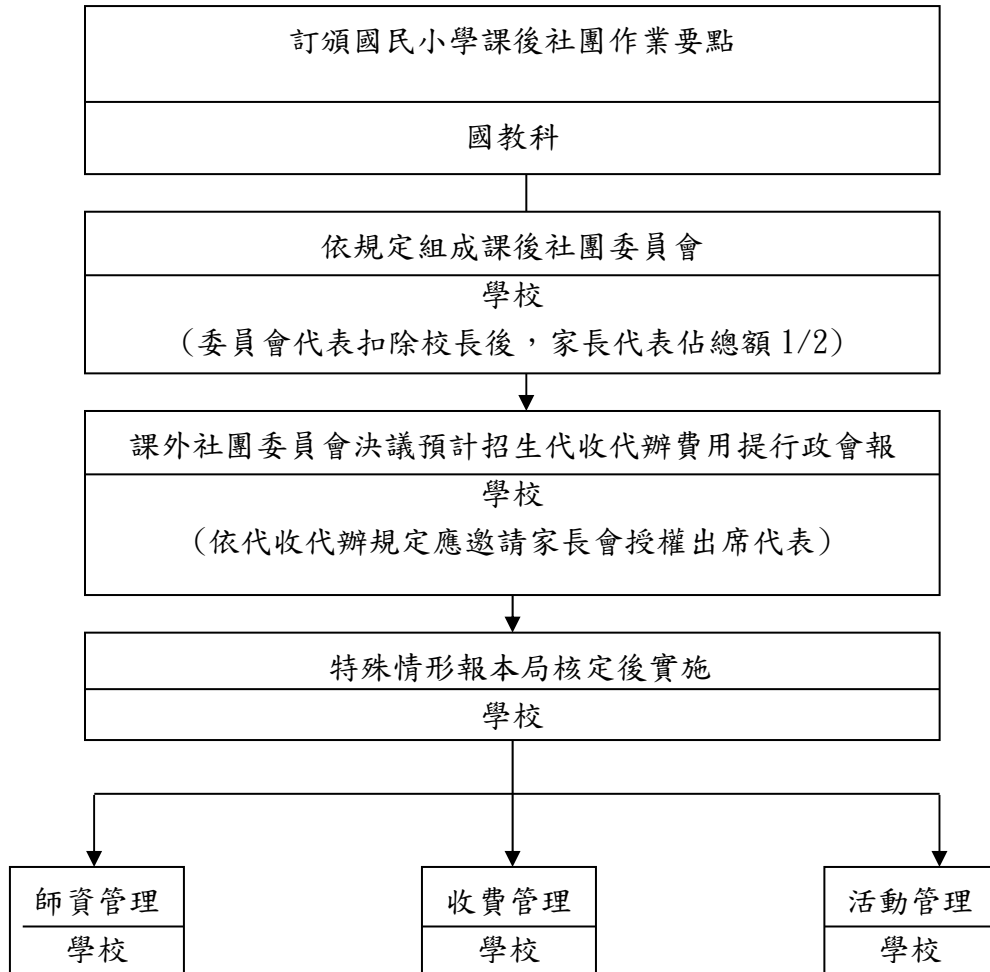 訂頒國民小學課後社團作業要點
國教科
依規定組成課後社團委員會
學校
（委員會代表扣除校長後，家長代表佔總額 1/2）
課外社團委員會決議預計招生代收代辦費用提行政會報
學校
（依代收代辦規定應邀請家長會授權出席代表）
特殊情形報本局核定後實施
學校
師資管理
學校
收費管理
學校
活動管理
學校